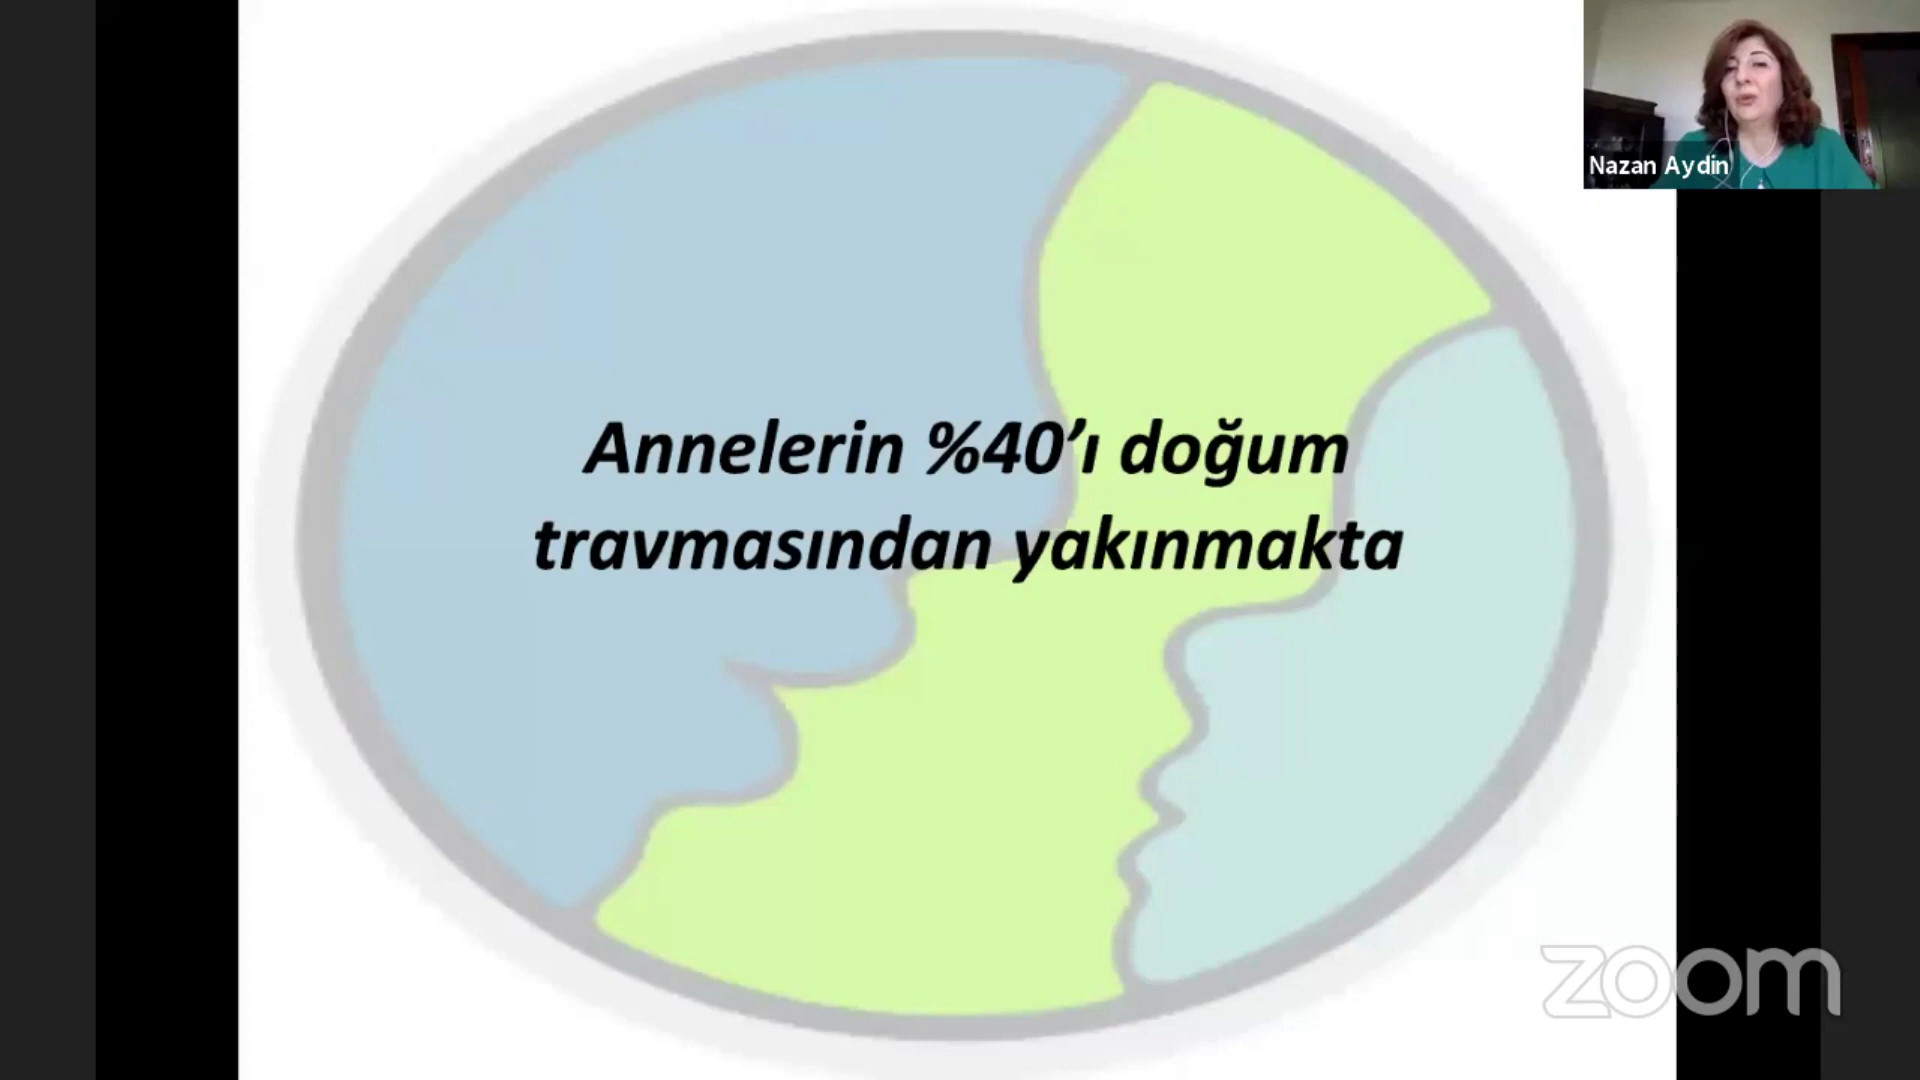 Nazan Aydin
Annelerin %40’ı doğum
travmasından yakınmakta
zoom